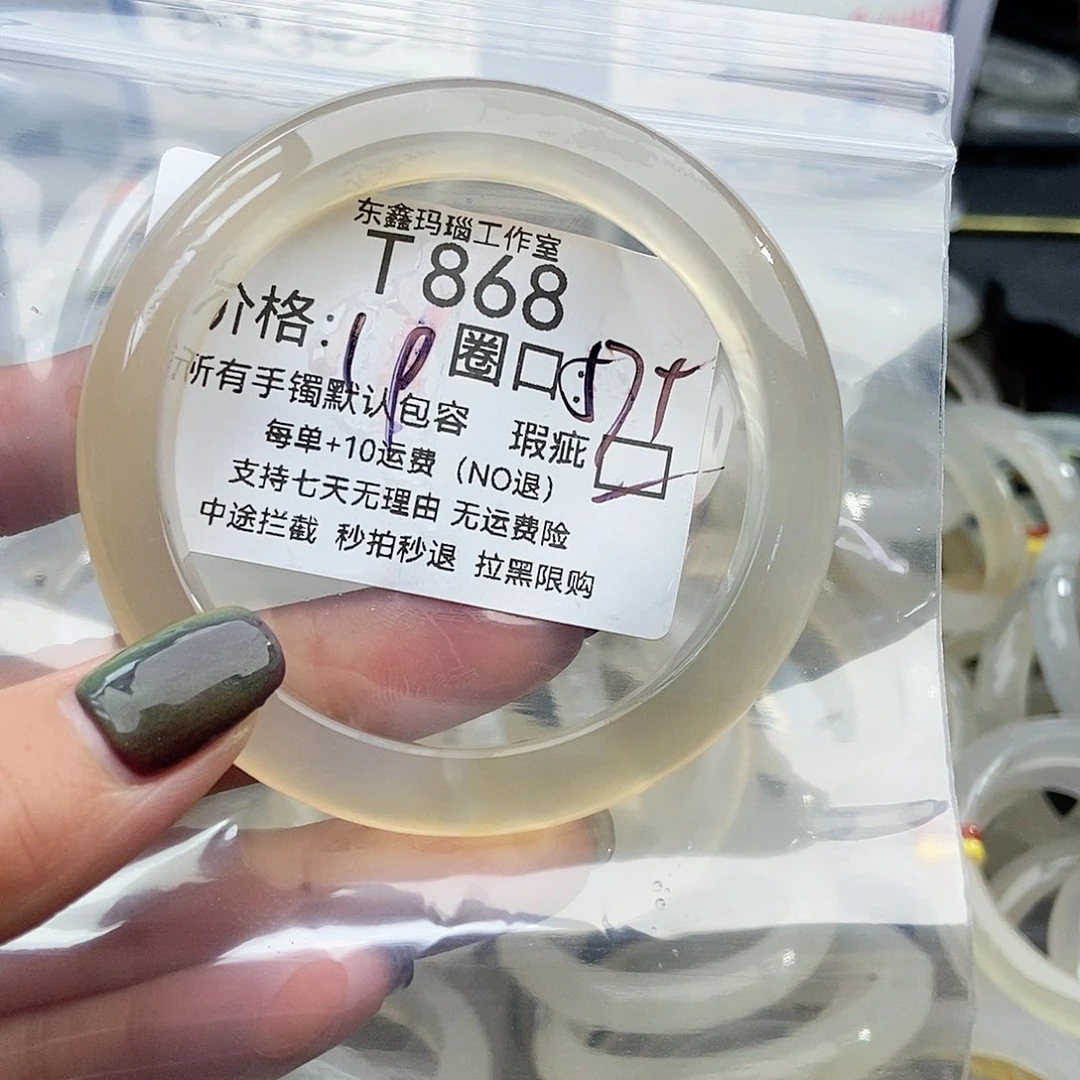 东鑫玛瑙工作室
T868
价格: 圈口:
所有手镯默认包容 瑕疵
每单+10运费（NO退）
支持七天无理由 无运费险
中途拦截 秒拍秒退 拉黑限购